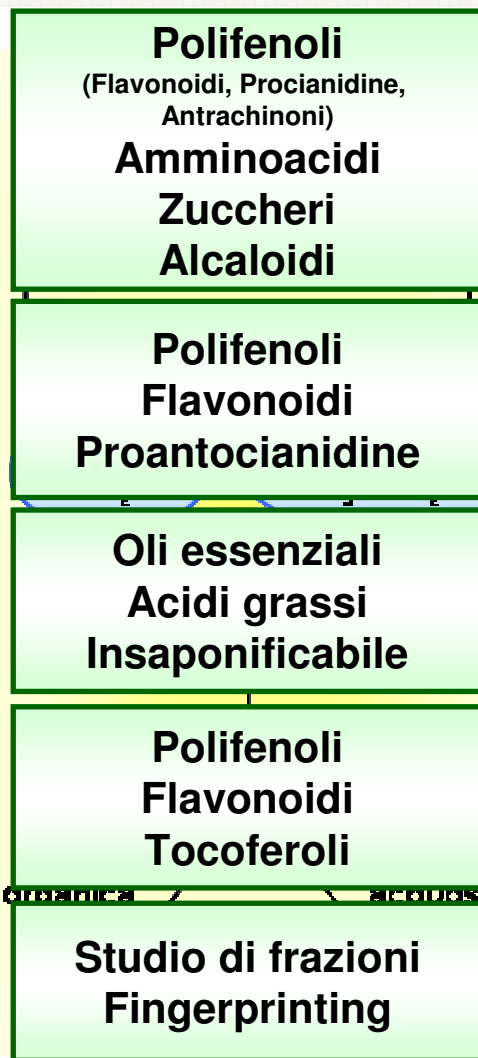 Polifenoli
(Flavonoidi, Procianidine,
Antrachinoni)
Amminoacidi
Zuccheri
Alcaloidi
Polifenoli
Flavonoidi
Proantocianidine
Oli essenziali
Acidi grassi
Insaponificabile
Polifenoli
Flavonoidi
Tocoferoli
organica
Studio di frazioni
Fingerprinting